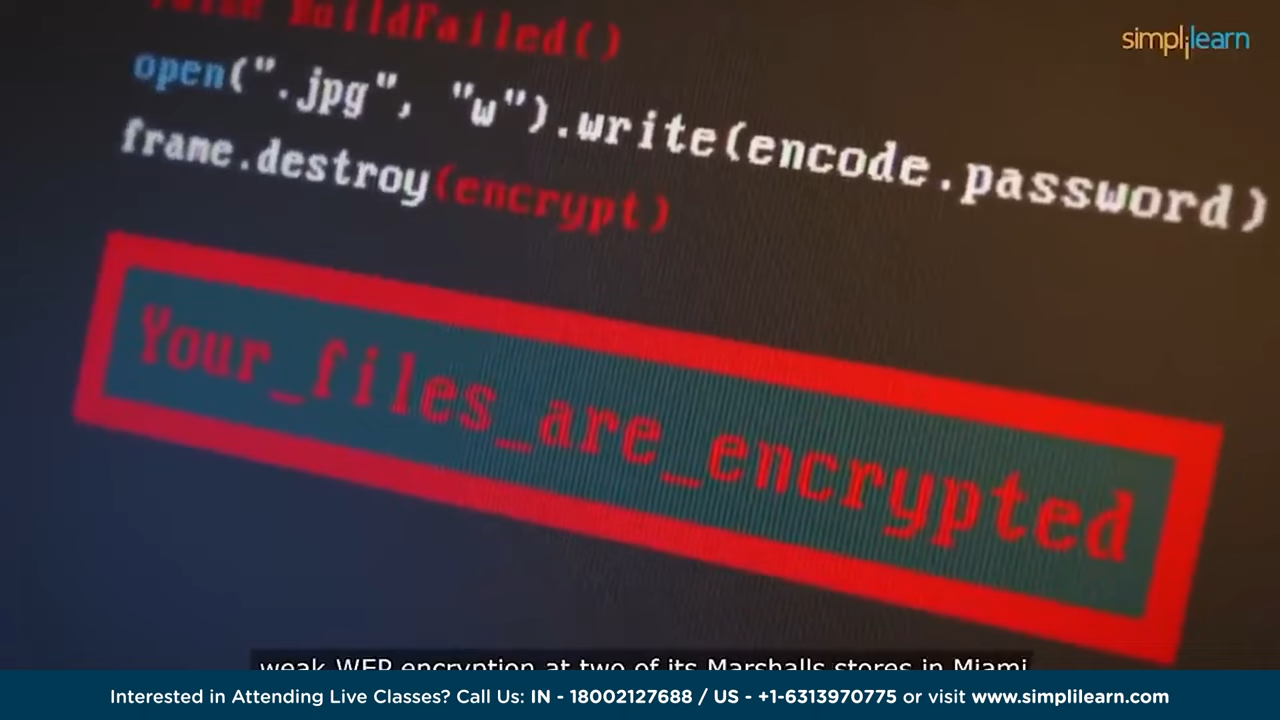 simplilearn
BuildFailed()
open(".jpg", "w").write(encode.password)
frame.destroy(encrypt)
Your_files_are_encrypted
weak WEP encryption at two of its Marshalls stores in Miami
Interested in Attending Live Classes? Call Us: IN - 18002127688 / US - +1-6313970775 or visit www.simplilearn.com